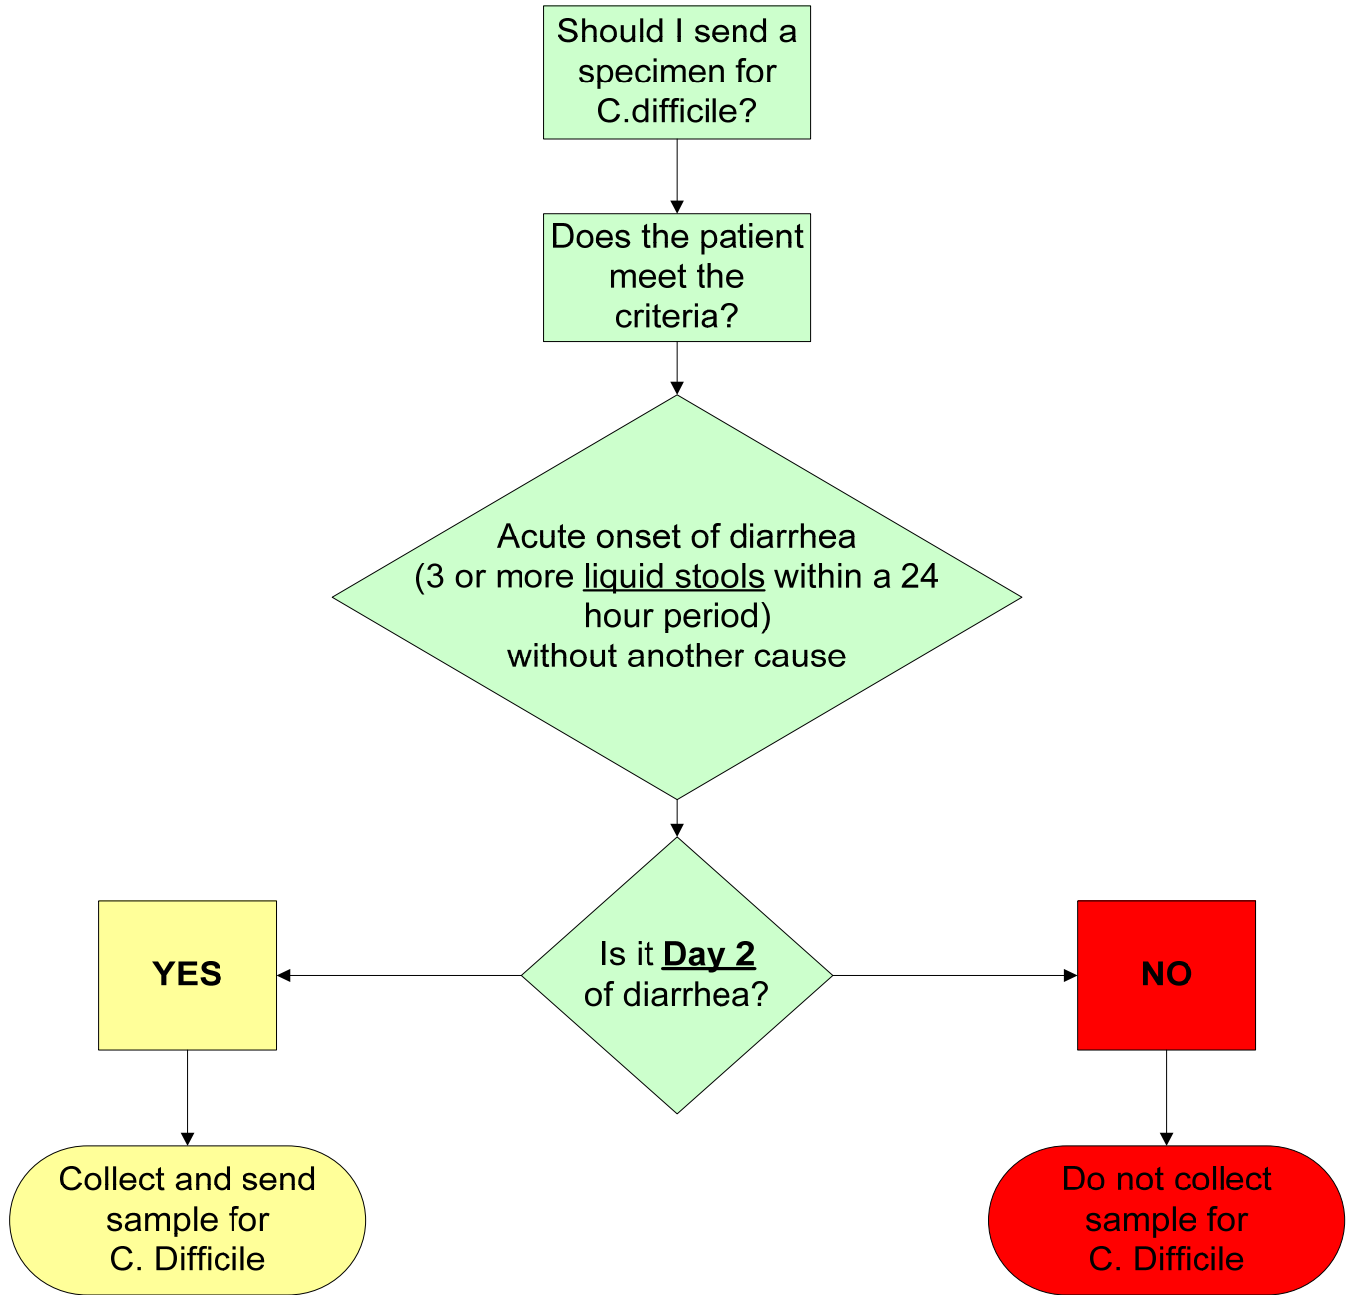 Should I send a
specimen for
C.difficile?
Does the patient
meet the
criteria?
Acute onset of diarrhea
(3 or more liquid stools within a 24
hour period)
without another cause
Is it Day 2
of diarrhea?
YES
NO
Collect and send
sample for
C. Difficile
Do not collect
sample for
C. Difficile